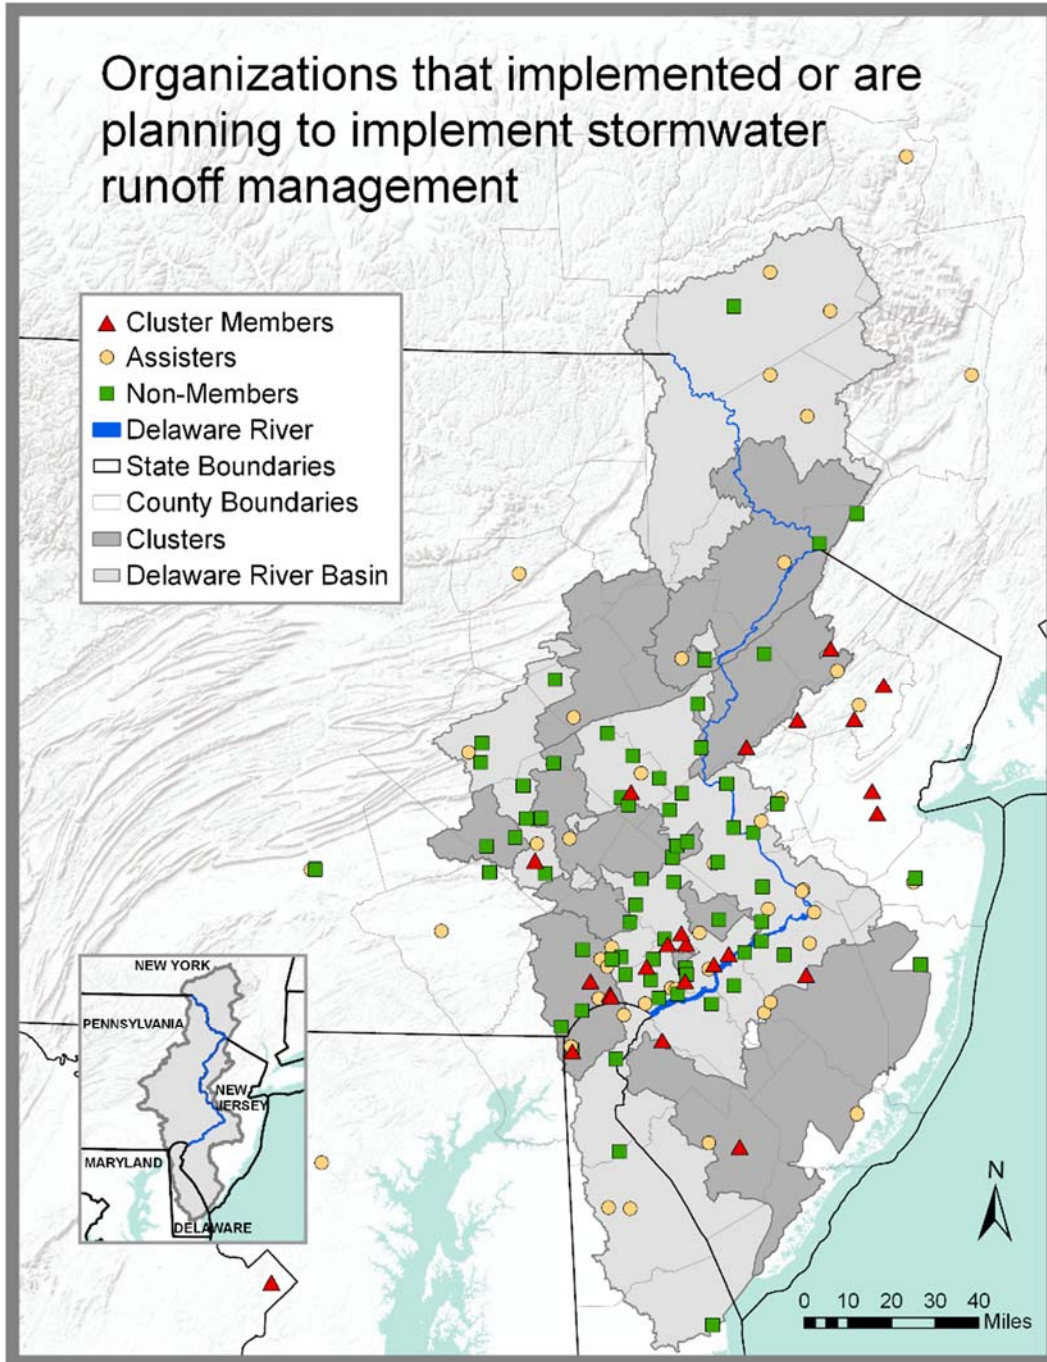 Organizations that implemented or are
planning to implement stormwater
runoff management
Cluster Members
Assisters
Non-Members
Delaware River
State Boundaries
County Boundaries
Clusters
Delaware River Basin
NEW YORK
PENNSYLVANIA
NEW
JERSEY
MARYLAND
DELAWARE
N
0 10 20 30 40
Miles